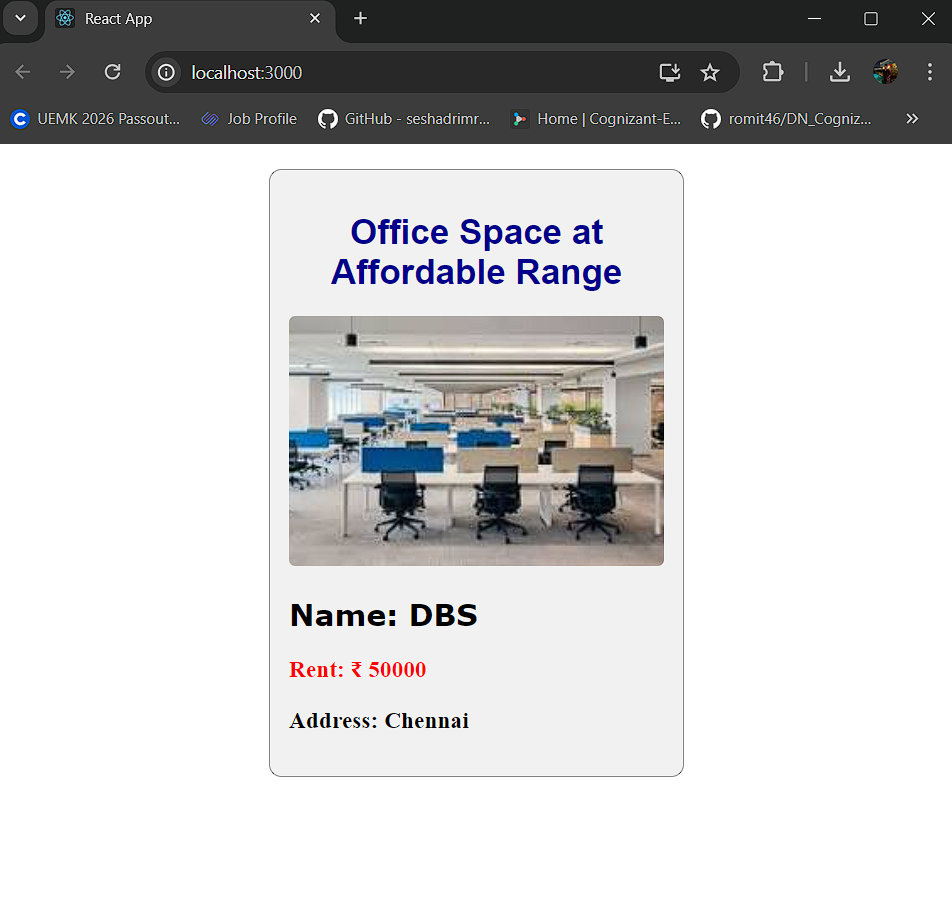 React App
localhost:3000
UEMK 2026 Passout... Job Profile GitHub - seshadrimr... Home | Cognizant-E... romit46/DN_Cogniz...
Office Space at
Affordable Range
Name: DBS
Rent: ₹ 50000
Address: Chennai